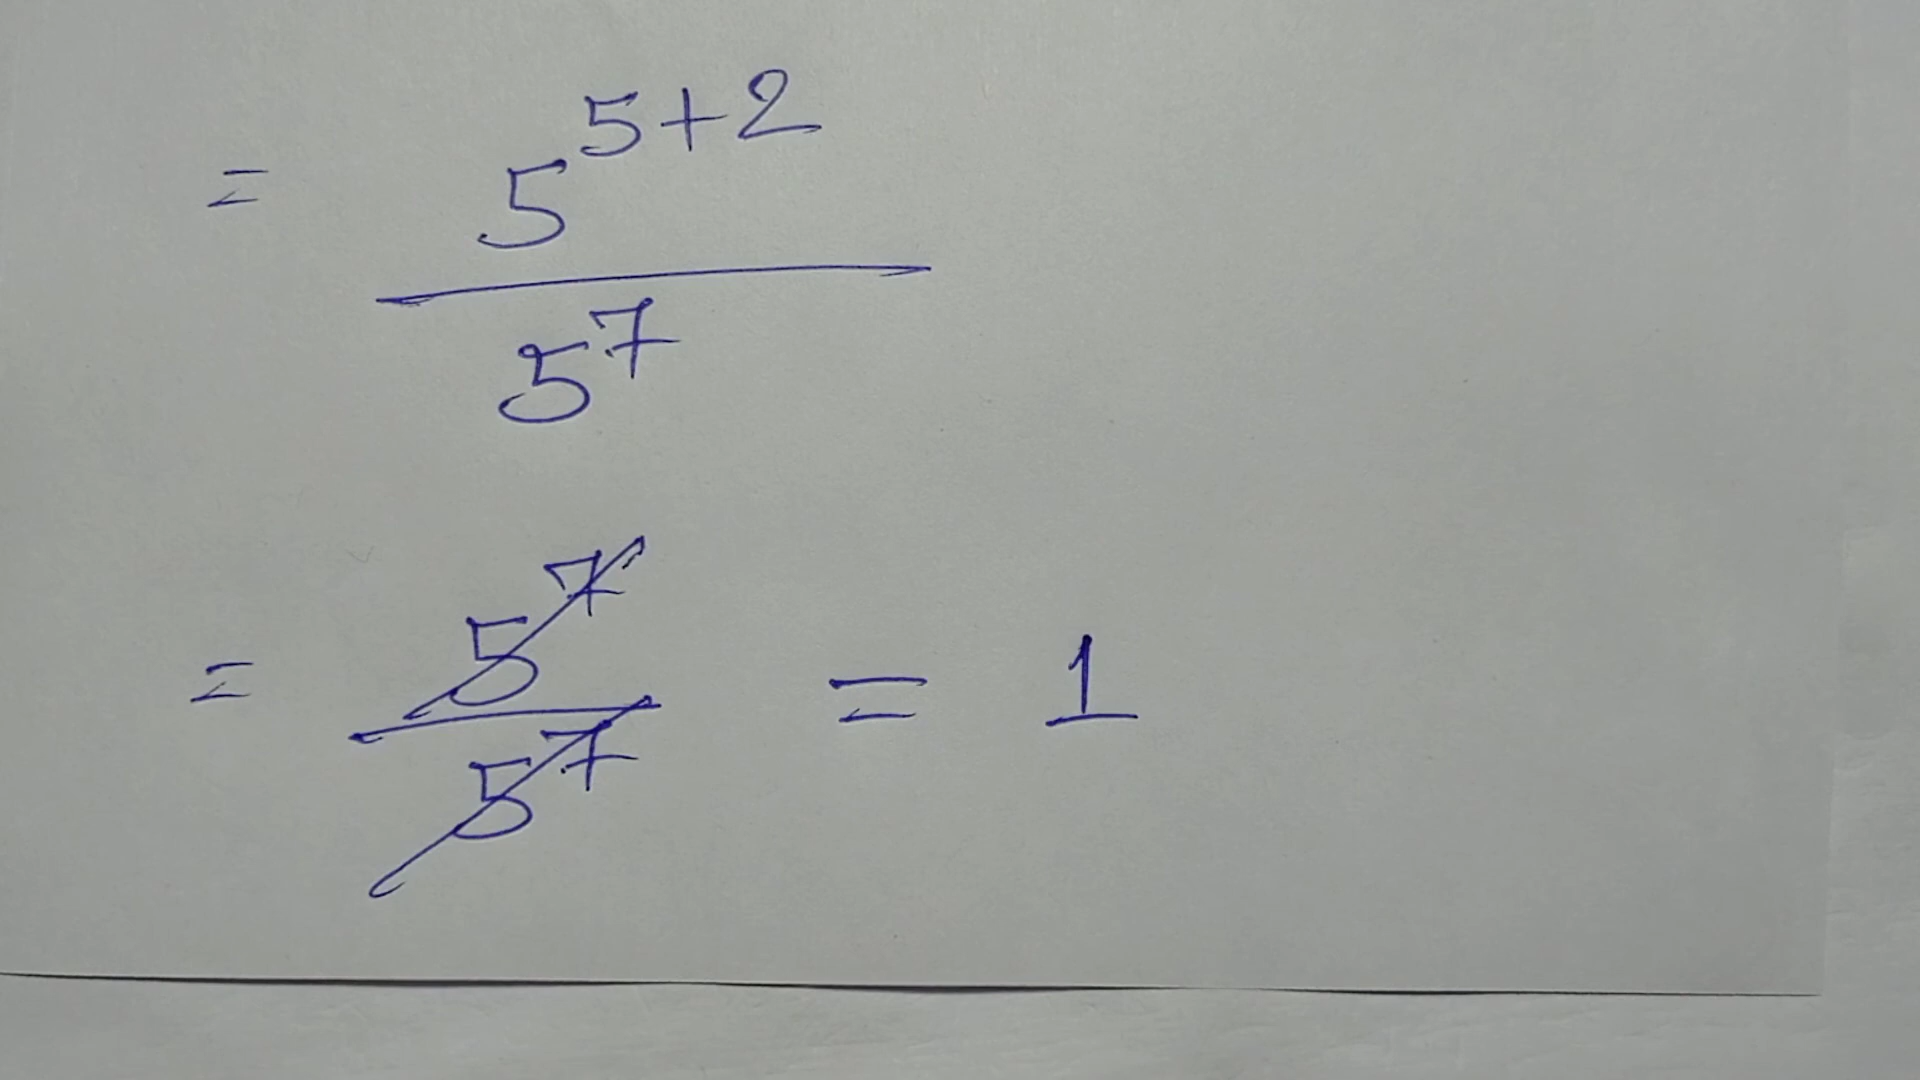 = 5^{5+2} / 5^7
= 5^7 / 5^7 = 1